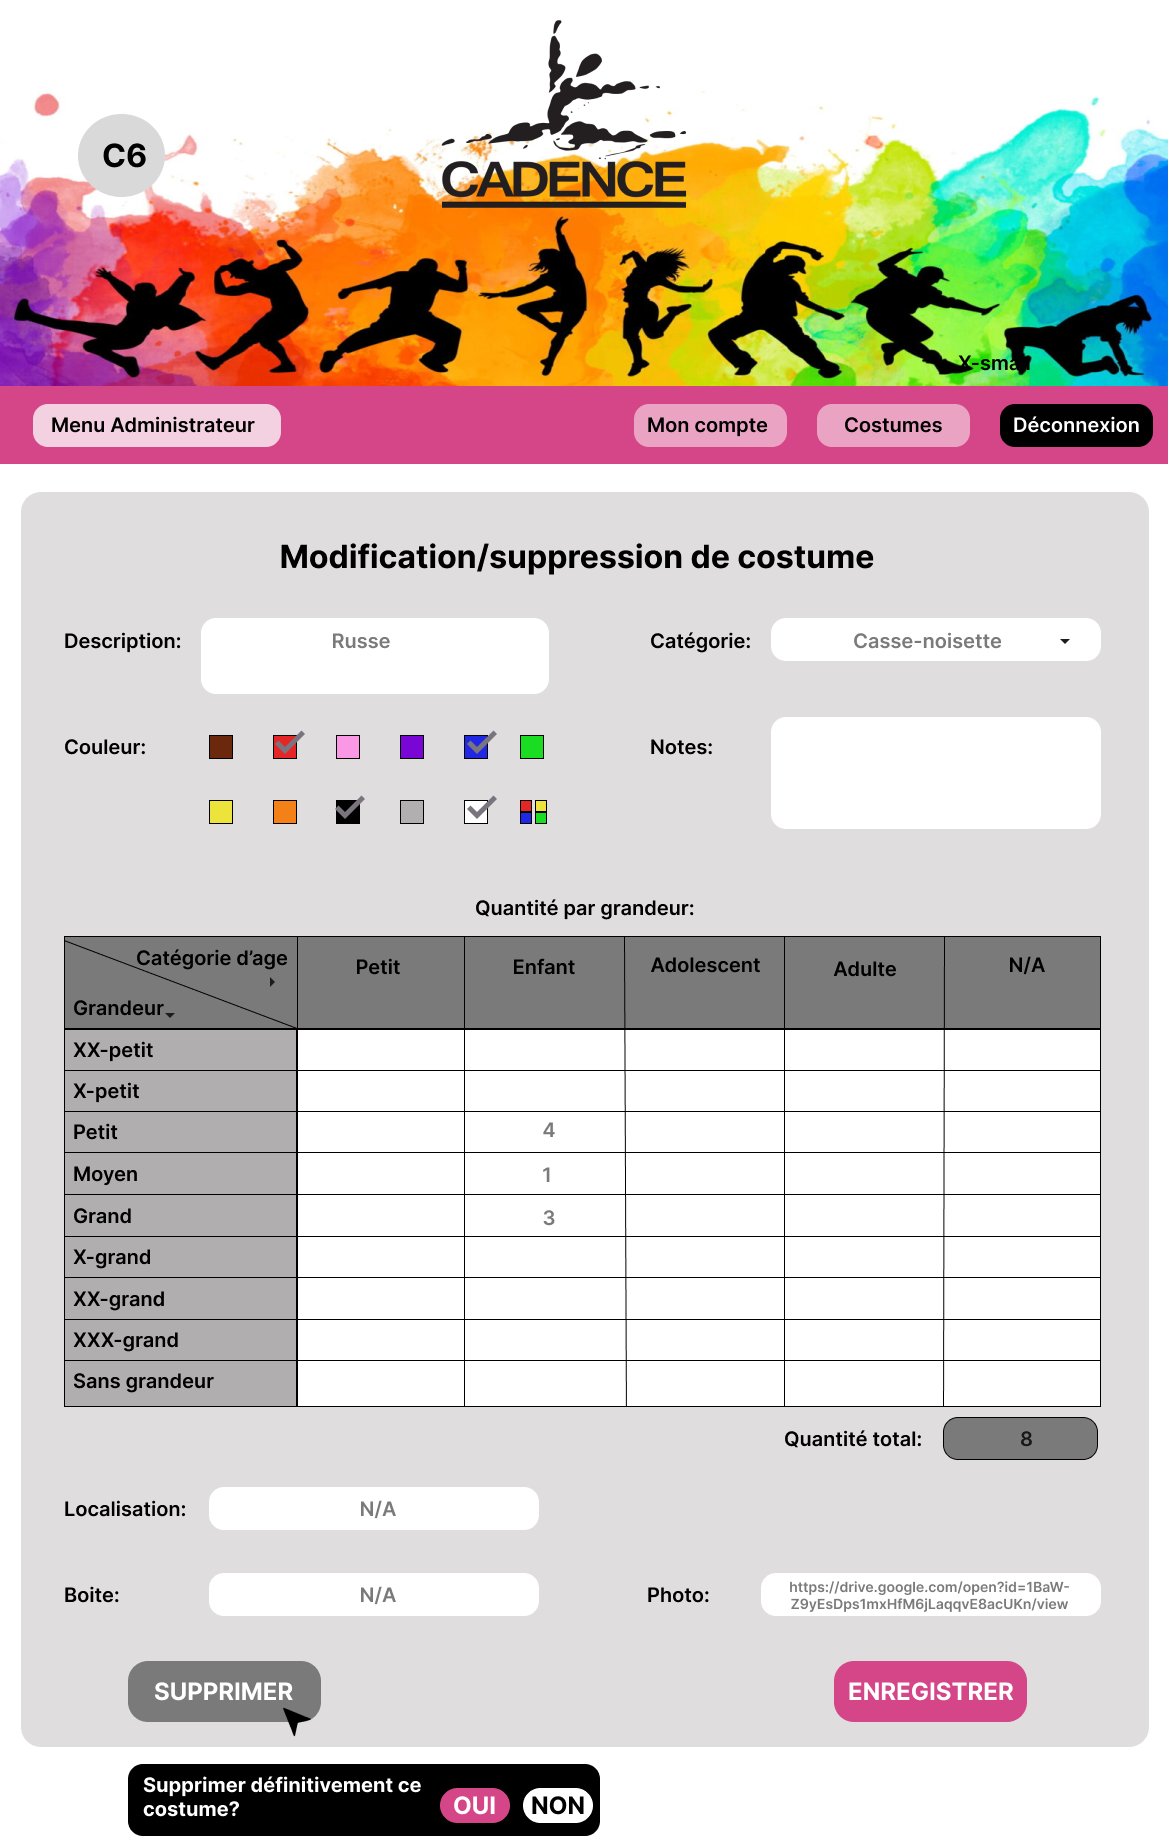 C6
CADENCE
X-small
Menu Administrateur
Mon compte
Costumes
Déconnexion
Modification/suppression de costume
Description:
Russe
Catégorie:
Casse-noisette
Couleur:
Notes:
Quantité par grandeur:
Catégorie d’age
Grandeur
Petit
Enfant
Adolescent
Adulte
N/A
XX-petit
X-petit
Petit
4
Moyen
1
Grand
3
X-grand
XX-grand
XXX-grand
Sans grandeur
Quantité total:
8
Localisation:
N/A
Boite:
N/A
Photo:
https://drive.google.com/open?id=1BaW-
Z9yEsDps1mxHfM6jLaqqvE8acUKn/view
SUPPRIMER
ENREGISTRER
Supprimer définitivement ce
costume?
OUI
NON